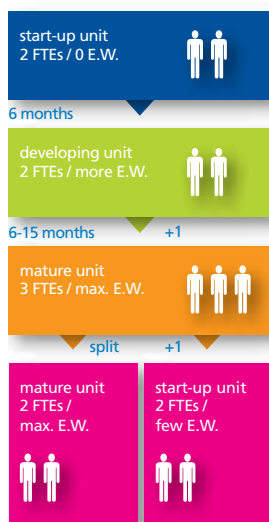 start-up unit
2 FTEs / 0 E.W.
6 months
developing unit
2 FTEs / more E.W.
6-15 months +1
mature unit
3 FTEs / max. E.W.
split +1
mature unit
2 FTEs /
max. E.W.
start-up unit
2 FTEs /
few E.W.